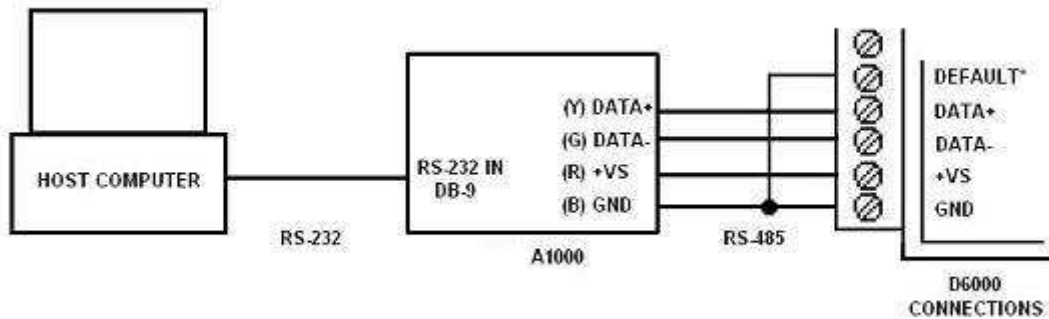 HOST COMPUTER
RS-232
RS-232 IN
DB-9
(Y) DATA+
(G) DATA-
(R) +VS
(B) GND
A1000
RS-485
DEFAULT*
DATA+
DATA-
+VS
GND
D6000
CONNECTIONS